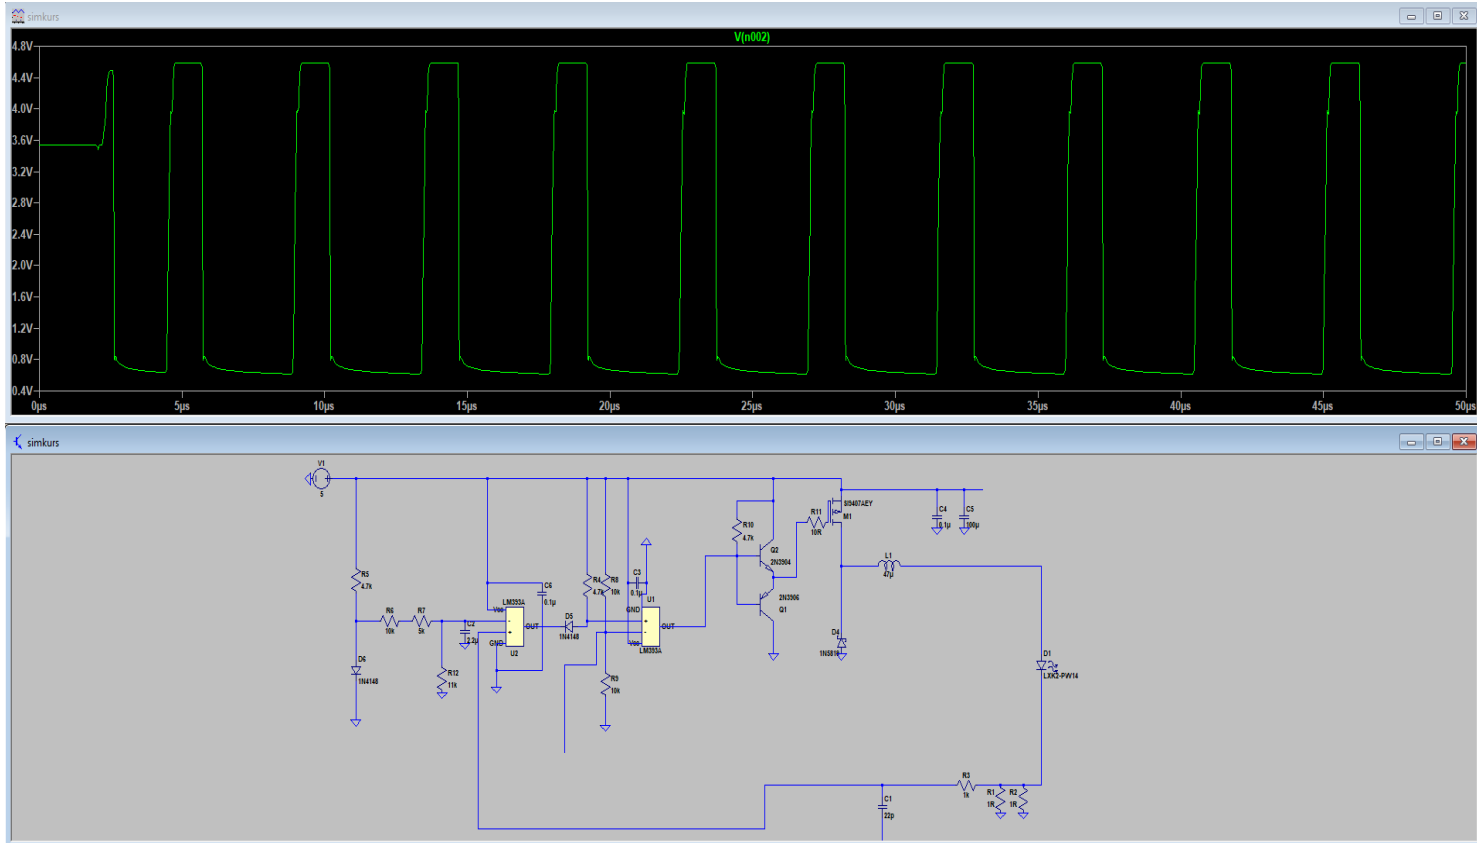 simkurs
V(n002)
4.8V
4.4V
4.0V
3.6V
3.2V
2.8V
2.4V
2.0V
1.6V
1.2V
0.8V
0.4V
0µs 5µs 10µs 15µs 20µs 25µs 30µs 35µs 40µs 45µs 50µs
simkurs
V1
5
R5
4.7k
D6
1N4148
R6
10k
R7
5k
C2
2.2µ
R12
11k
LM393A
Vcc
-
+
GND
OUT
U2
C6
0.1µ
D5
1N4148
R4
4.7k
R8
10k
R9
10k
C3
0.1µ
U1
GND
+
-
Vcc
OUT
LM393A
R10
4.7k
Q2
2N3904
2N3906
Q1
R11
10R
SI9407AEY
M1
C4
0.1µ
C5
100µ
L1
47µ
D4
D1
LXK2-PW14
R3
1k
R1
1R
R2
1R
C1
22p